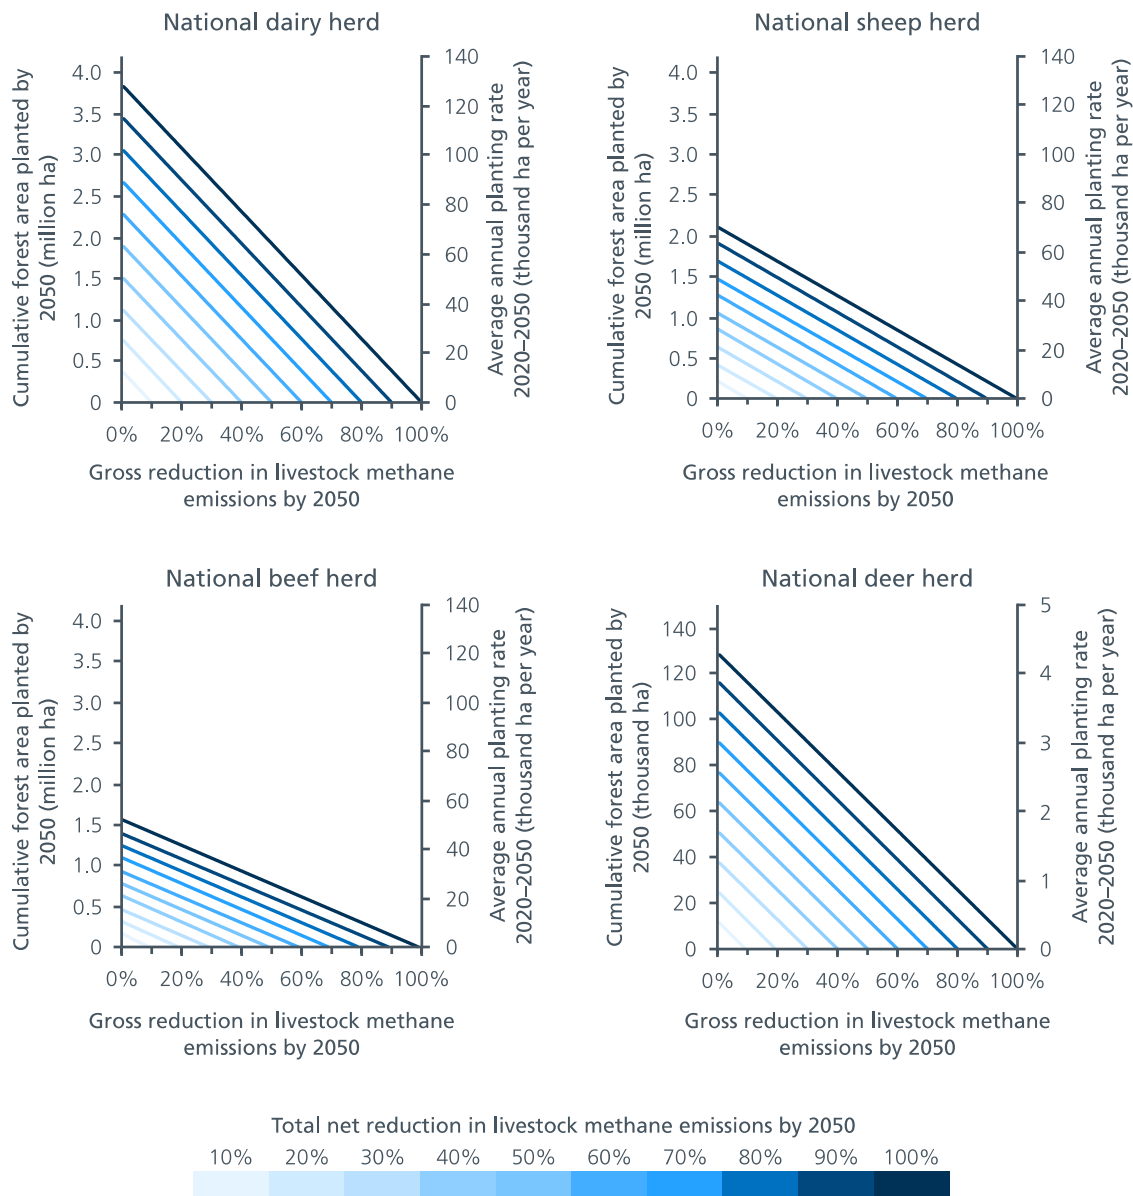 National dairy herd
Cumulative forest area planted by
2050 (million ha)
4.0
3.5
3.0
2.5
2.0
1.5
1.0
0.5
0
140
120
100
80
60
40
20
0
Average annual planting rate
2020–2050 (thousand ha per year)
0% 20% 40% 60% 80% 100%
Gross reduction in livestock methane
emissions by 2050
National sheep herd
Cumulative forest area planted by
2050 (million ha)
4.0
3.5
3.0
2.5
2.0
1.5
1.0
0.5
0
140
120
100
80
60
40
20
0
Average annual planting rate
2020–2050 (thousand ha per year)
0% 20% 40% 60% 80% 100%
Gross reduction in livestock methane
emissions by 2050
National beef herd
Cumulative forest area planted by
2050 (million ha)
4.0
3.5
3.0
2.5
2.0
1.5
1.0
0.5
0
140
120
100
80
60
40
20
0
Average annual planting rate
2020–2050 (thousand ha per year)
0% 20% 40% 60% 80% 100%
Gross reduction in livestock methane
emissions by 2050
National deer herd
Cumulative forest area planted by
2050 (thousand ha)
140
120
100
80
60
40
20
0
5
4
3
2
1
0
Average annual planting rate
2020–2050 (thousand ha per year)
0% 20% 40% 60% 80% 100%
Gross reduction in livestock methane
emissions by 2050
Total net reduction in livestock methane emissions by 2050
10% 20% 30% 40% 50% 60% 70% 80% 90% 100%